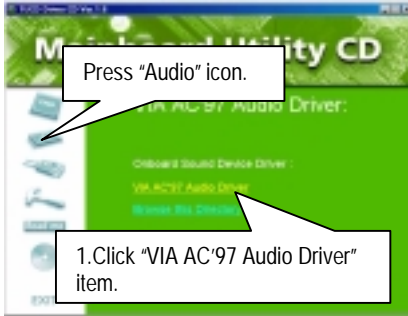 Mainboard Utility CD
Press “Audio” icon.
VIA AC'97 Audio Driver:
Onboard Sound Device Driver :
VIA AC'97 Audio Driver
Browse this Directory
1.Click “VIA AC’97 Audio Driver”
item.
EXIT